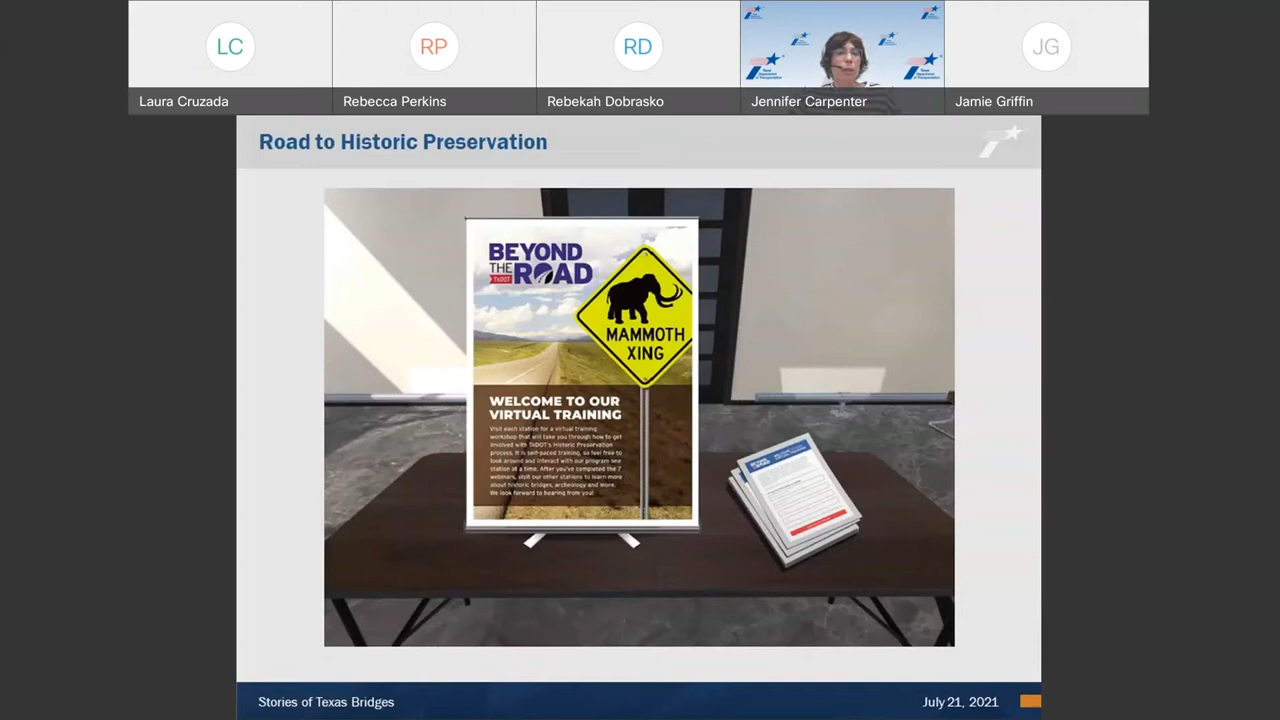 LC
RP
RD
JG
Laura Cruzada
Rebecca Perkins
Rebekah Dobrasko
Jennifer Carpenter
Jamie Griffin
Road to Historic Preservation
BEYOND
THE ROAD
TxDOT
MAMMOTH
XING
WELCOME TO OUR
VIRTUAL TRAINING
Visit each station for a virtual training
workshop that will take you through how to get
involved with TxDOT's Historic Preservation
process. It is self-paced training, so feel free to
look around and interact with our program one
station at a time. After you've completed the 7
webinars, visit our other stations to learn more
about historic bridges, archeology and more.
We look forward to hearing from you!
BEYOND
ROAD
Stories of Texas Bridges
July 21, 2021